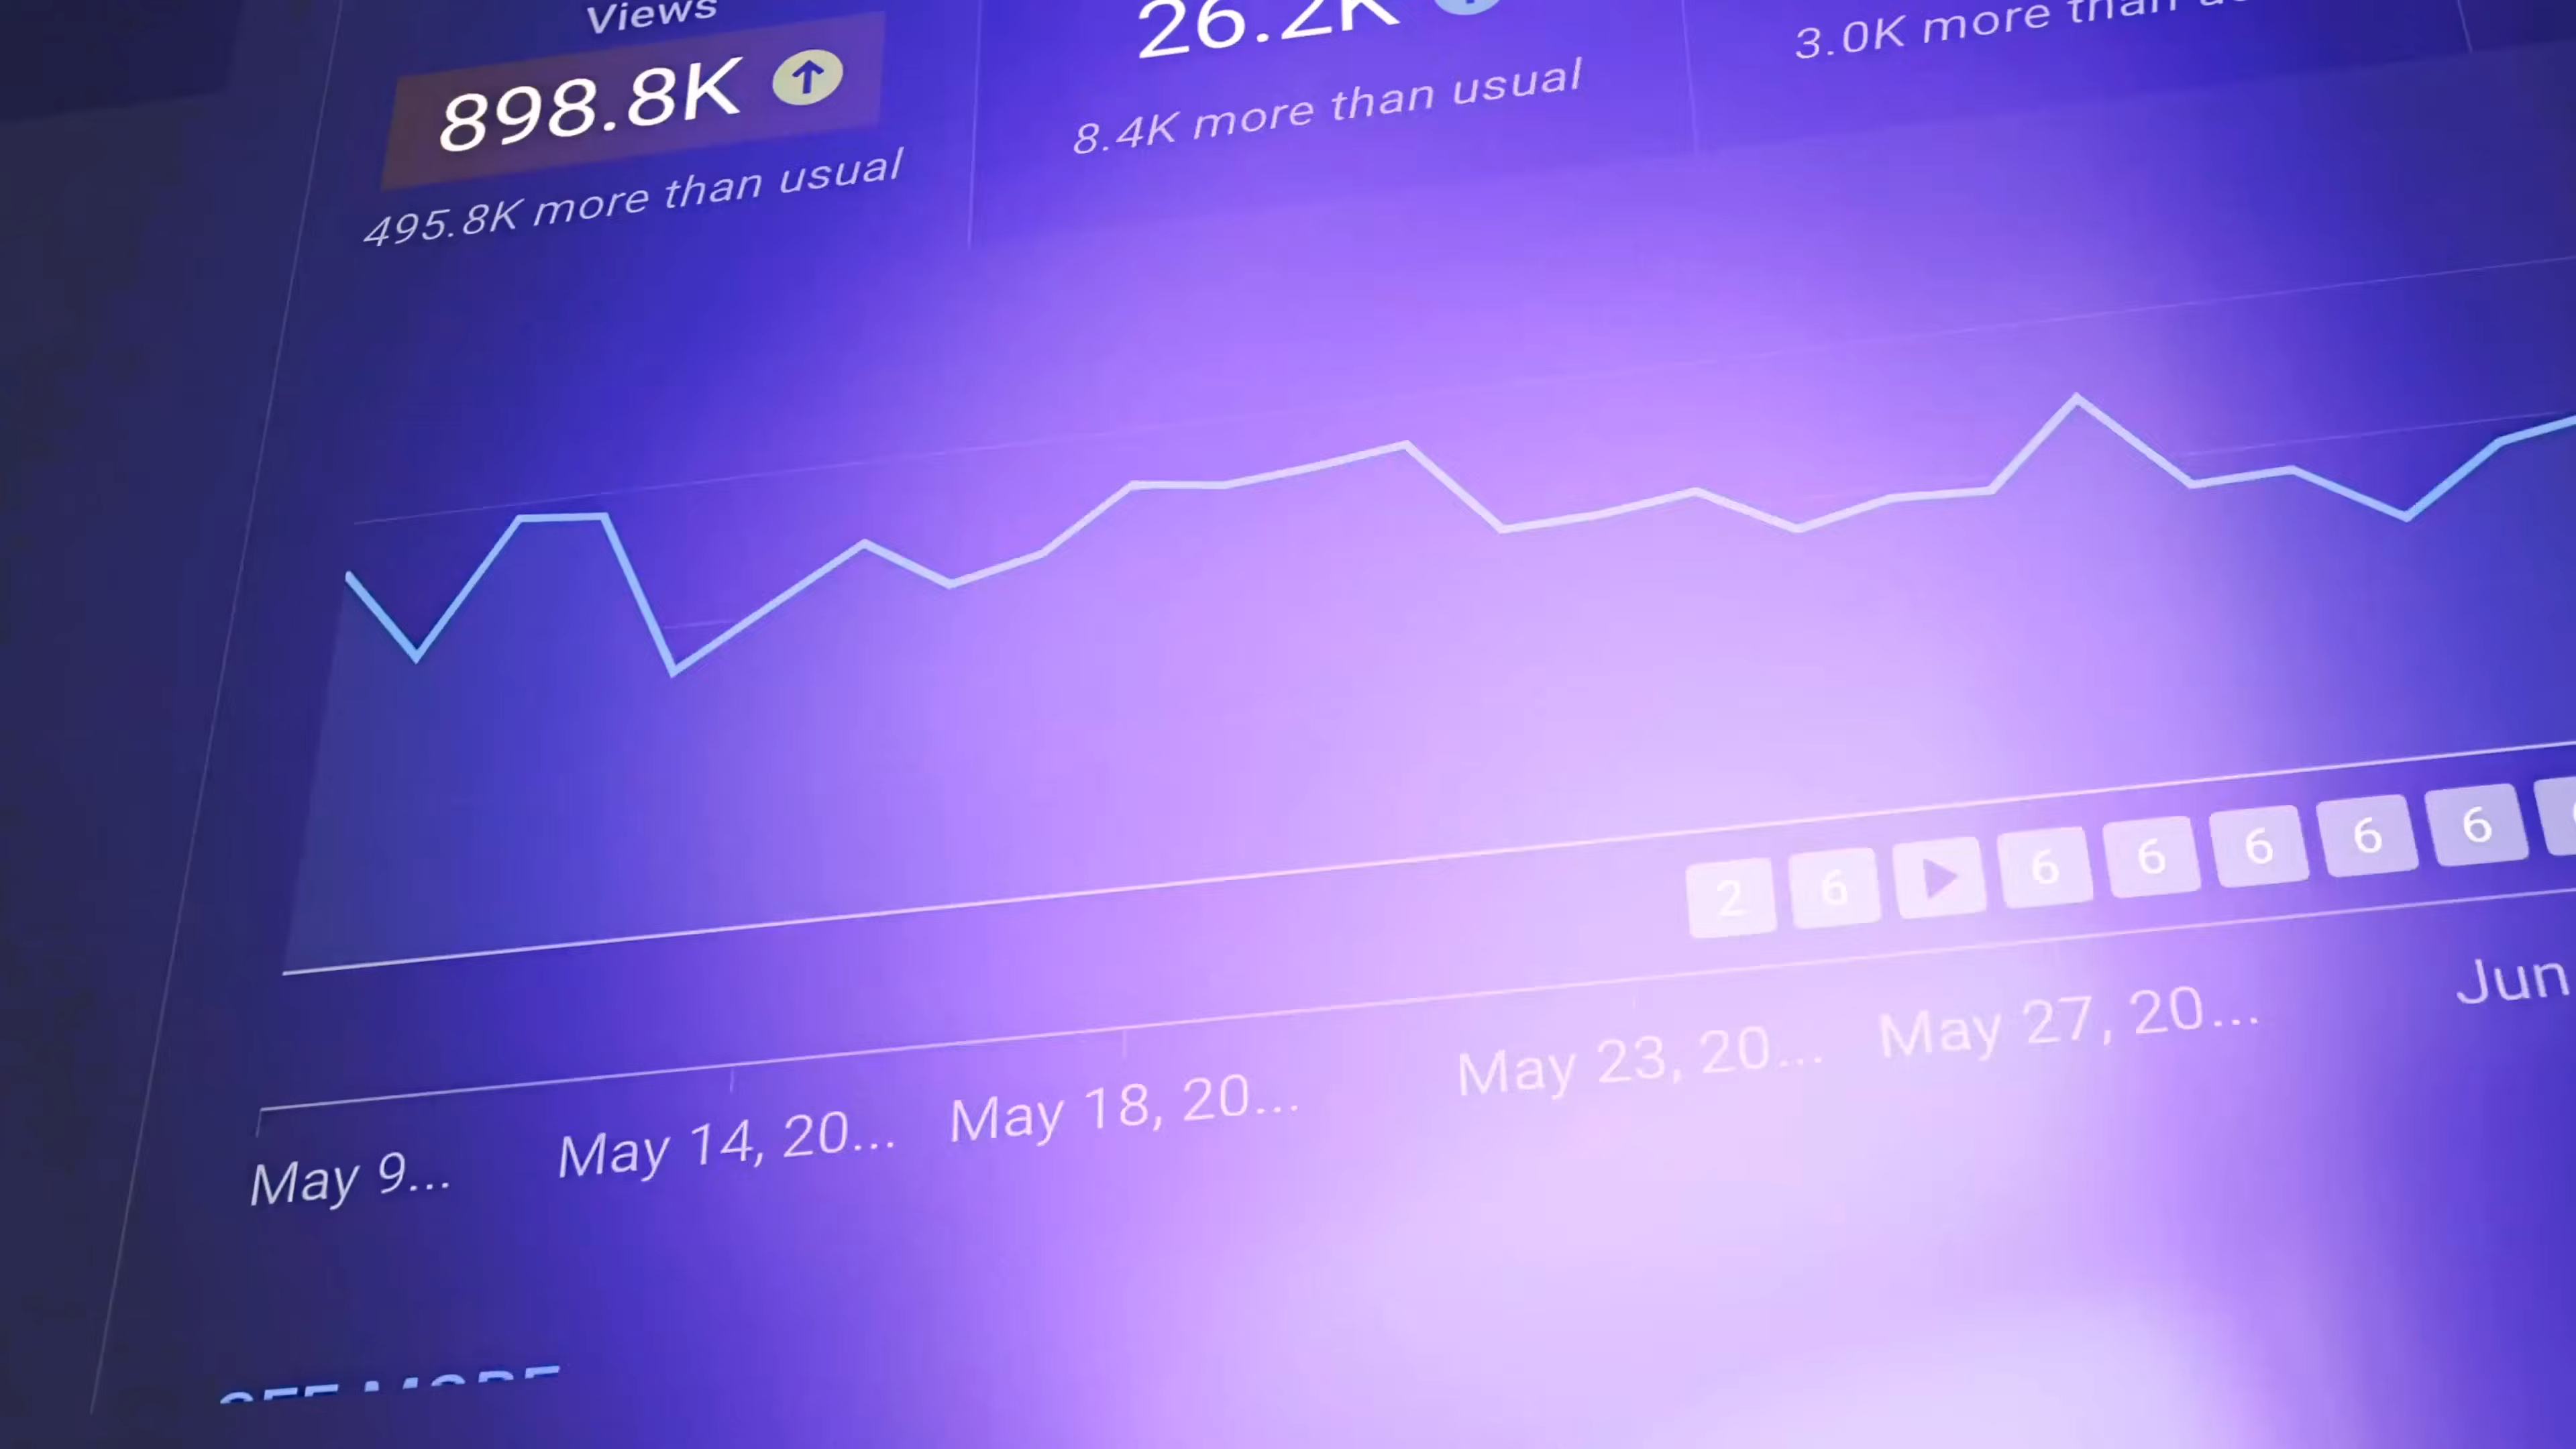 Views
898.8K
495.8K more than usual
26.2K
8.4K more than usual
3.0K more than
2 6 6 6 6 6 6
May 9... May 14, 20... May 18, 20... May 23, 20... May 27, 20... Jun
SEE MORE